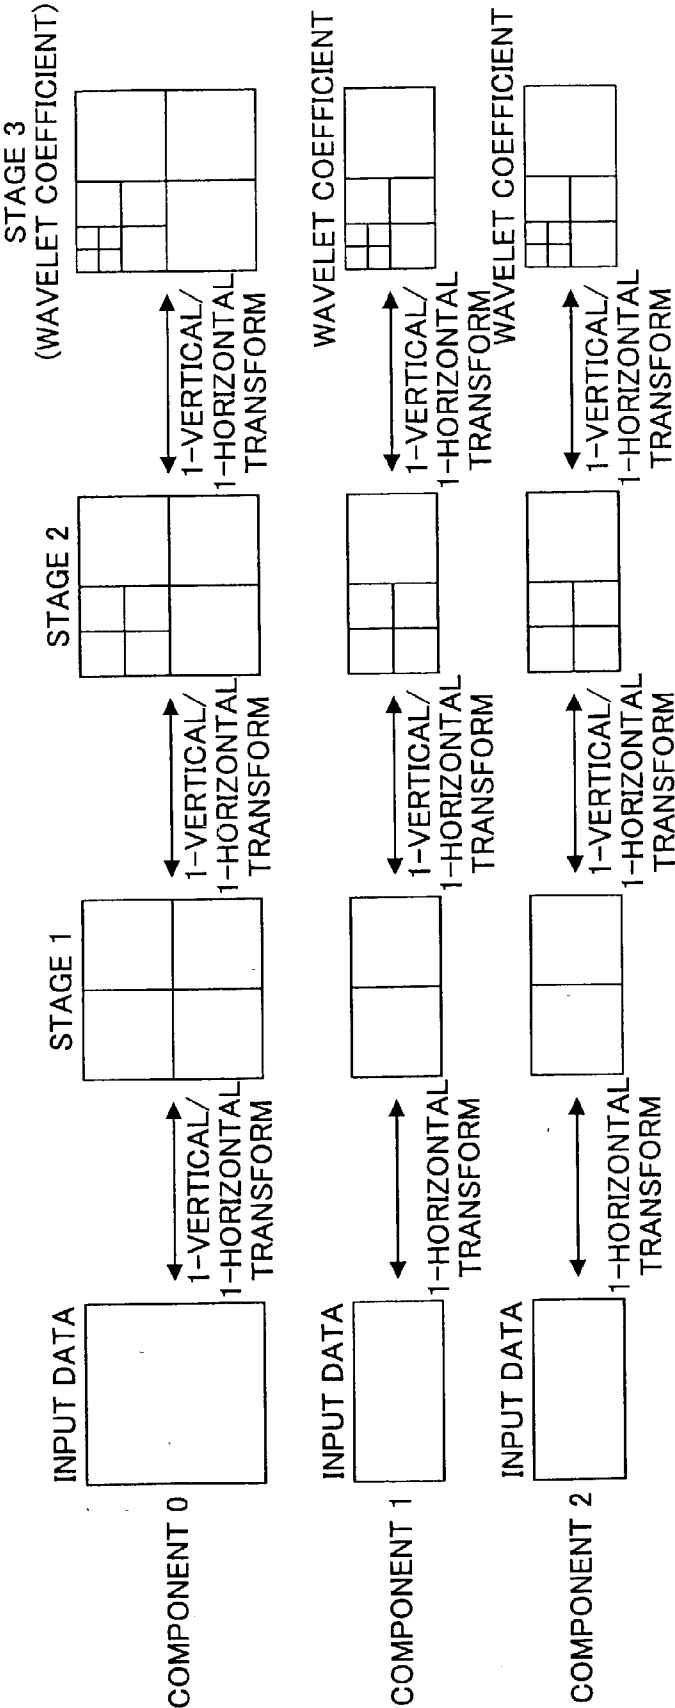 STAGE 1
STAGE 2
STAGE 3
(WAVELET COEFFICIENT)
INPUT DATA
COMPONENT 0
1-VERTICAL/
1-HORIZONTAL
TRANSFORM
1-VERTICAL/
1-HORIZONTAL
TRANSFORM
1-VERTICAL/
1-HORIZONTAL
TRANSFORM
INPUT DATA
WAVELET COEFFICIENT
COMPONENT 1
1-HORIZONTAL
TRANSFORM
1-VERTICAL/
1-HORIZONTAL
TRANSFORM
1-VERTICAL/
1-HORIZONTAL
TRANSFORM
INPUT DATA
WAVELET COEFFICIENT
COMPONENT 2
1-HORIZONTAL
TRANSFORM
1-VERTICAL/
1-HORIZONTAL
TRANSFORM
1-VERTICAL/
1-HORIZONTAL
TRANSFORM